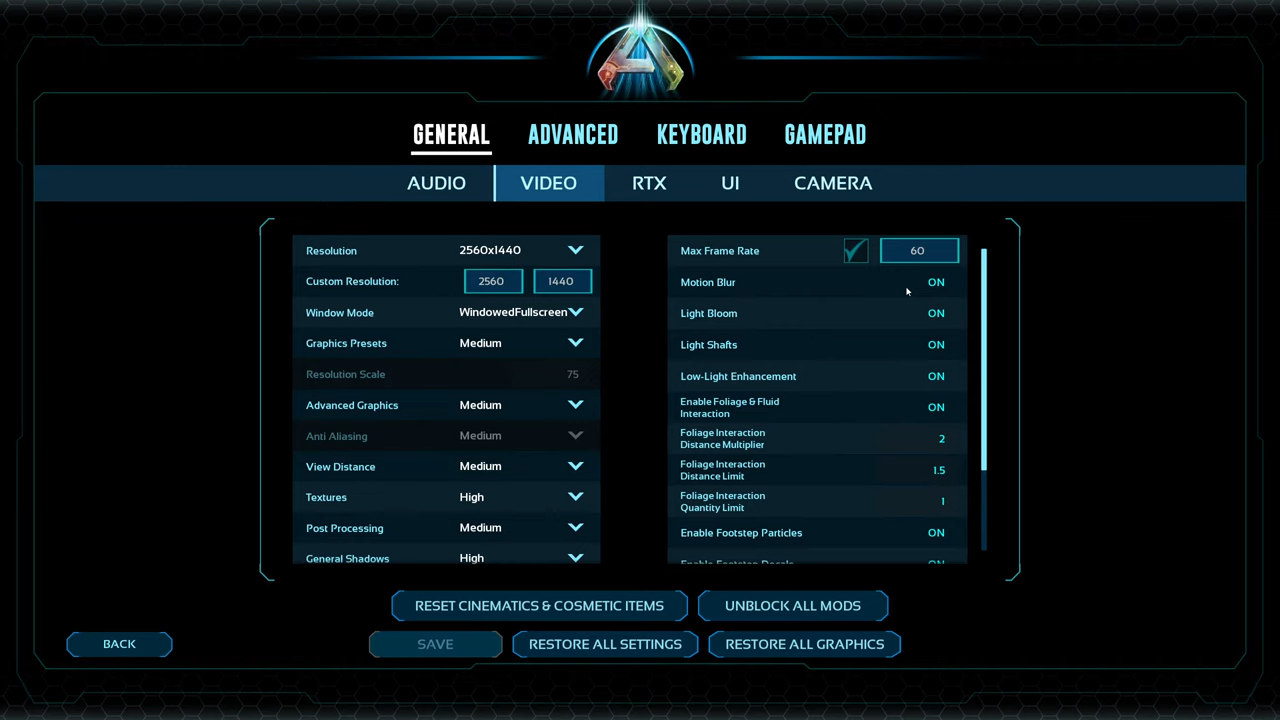 GENERAL ADVANCED KEYBOARD GAMEPAD
AUDIO VIDEO RTX UI CAMERA
Resolution 2560x1440
Custom Resolution: 2560 1440
Window Mode WindowedFullscreen
Graphics Presets Medium
Resolution Scale 75
Advanced Graphics Medium
Anti Aliasing Medium
View Distance Medium
Textures High
Post Processing Medium
General Shadows High
Max Frame Rate 60
Motion Blur ON
Light Bloom ON
Light Shafts ON
Low-Light Enhancement ON
Enable Foliage & Fluid
Interaction ON
Foliage Interaction
Distance Multiplier 2
Foliage Interaction
Distance Limit 1.5
Foliage Interaction
Quantity Limit 1
Enable Footstep Particles ON
Enable Footstep Decals ON
RESET CINEMATICS & COSMETIC ITEMS UNBLOCK ALL MODS
BACK SAVE RESTORE ALL SETTINGS RESTORE ALL GRAPHICS